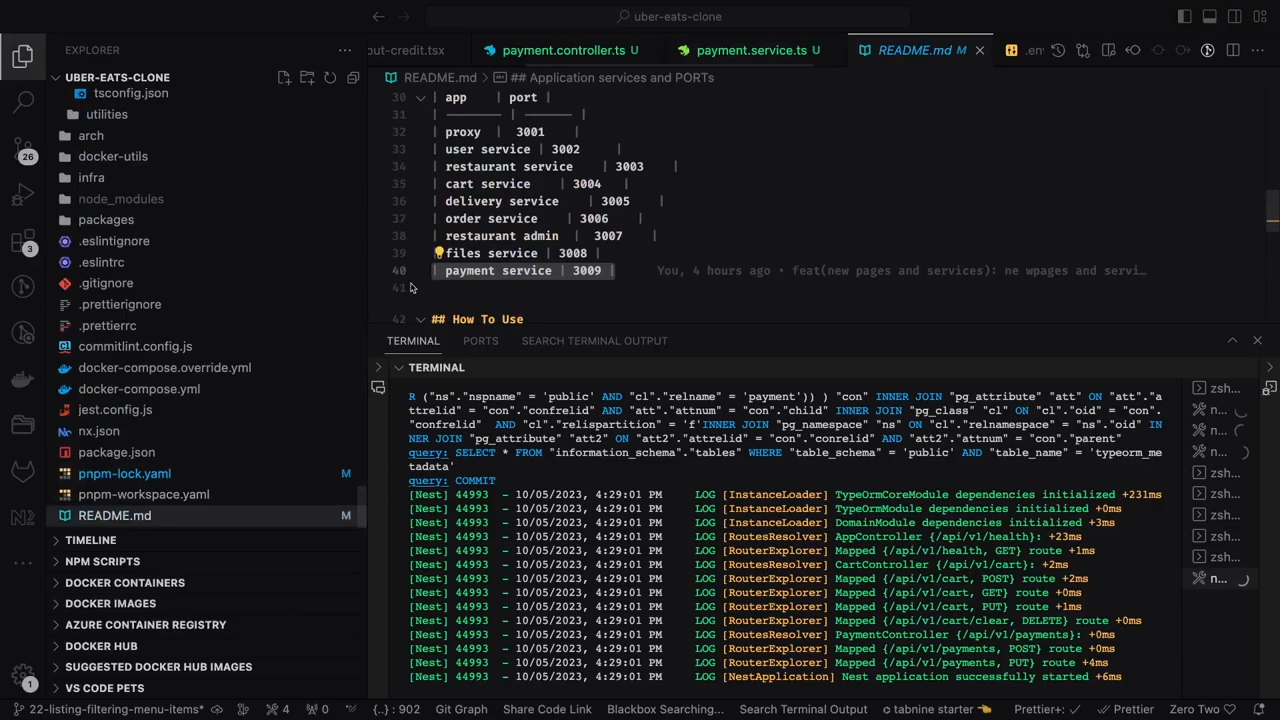 uber-eats-clone
EXPLORER
out-credit.tsx
payment.controller.ts U
payment.service.ts U
README.md M
.env
UBER-EATS-CLONE
README.md > ## Application services and PORTs
tsconfig.json
utilities
arch
docker-utils
infra
node_modules
packages
.eslintignore
.eslintrc
.gitignore
.prettierignore
.prettierrc
commitlint.config.js
docker-compose.override.yml
docker-compose.yml
jest.config.js
nx.json
package.json
pnpm-lock.yaml M
pnpm-workspace.yaml
README.md M
TIMELINE
NPM SCRIPTS
DOCKER CONTAINERS
DOCKER IMAGES
AZURE CONTAINER REGISTRY
DOCKER HUB
SUGGESTED DOCKER HUB IMAGES
VS CODE PETS
26
3
1
30 | app | port |
31 | -------- | ------- |
32 | proxy | 3001 |
33 | user service | 3002 |
34 | restaurant service | 3003 |
35 | cart service | 3004 |
36 | delivery service | 3005 |
37 | order service | 3006 |
38 | restaurant admin | 3007 |
39 | files service | 3008 |
40 | payment service | 3009 | You, 4 hours ago • feat(new pages and services): ne wpages and servi…
41
42 ## How To Use
TERMINAL PORTS SEARCH TERMINAL OUTPUT
TERMINAL
R ("ns"."nspname" = 'public' AND "cl"."relname" = 'payment')) ) "con" INNER JOIN "pg_attribute" "att" ON "att"."a
ttrelid" = "con"."confrelid" AND "att"."attnum" = "con"."child" INNER JOIN "pg_class" "cl" ON "cl"."oid" = "con".
"confrelid" AND "cl"."relispartition" = 'f'INNER JOIN "pg_namespace" "ns" ON "cl"."relnamespace" = "ns"."oid" IN
NER JOIN "pg_attribute" "att2" ON "att2"."attrelid" = "con"."conrelid" AND "att2"."attnum" = "con"."parent"
query: SELECT * FROM "information_schema"."tables" WHERE "table_schema" = 'public' AND "table_name" = 'typeorm_me
tadata'
query: COMMIT
[Nest] 44993 - 10/05/2023, 4:29:01 PM LOG [InstanceLoader] TypeOrmCoreModule dependencies initialized +231ms
[Nest] 44993 - 10/05/2023, 4:29:01 PM LOG [InstanceLoader] TypeOrmModule dependencies initialized +0ms
[Nest] 44993 - 10/05/2023, 4:29:01 PM LOG [InstanceLoader] DomainModule dependencies initialized +3ms
[Nest] 44993 - 10/05/2023, 4:29:01 PM LOG [RoutesResolver] AppController {/api/v1/health}: +23ms
[Nest] 44993 - 10/05/2023, 4:29:01 PM LOG [RouterExplorer] Mapped {/api/v1/health, GET} route +1ms
[Nest] 44993 - 10/05/2023, 4:29:01 PM LOG [RoutesResolver] CartController {/api/v1/cart}: +2ms
[Nest] 44993 - 10/05/2023, 4:29:01 PM LOG [RouterExplorer] Mapped {/api/v1/cart, POST} route +2ms
[Nest] 44993 - 10/05/2023, 4:29:01 PM LOG [RouterExplorer] Mapped {/api/v1/cart, GET} route +0ms
[Nest] 44993 - 10/05/2023, 4:29:01 PM LOG [RouterExplorer] Mapped {/api/v1/cart, PUT} route +1ms
[Nest] 44993 - 10/05/2023, 4:29:01 PM LOG [RouterExplorer] Mapped {/api/v1/cart/clear, DELETE} route +0ms
[Nest] 44993 - 10/05/2023, 4:29:01 PM LOG [RoutesResolver] PaymentController {/api/v1/payments}: +0ms
[Nest] 44993 - 10/05/2023, 4:29:01 PM LOG [RouterExplorer] Mapped {/api/v1/payments, POST} route +0ms
[Nest] 44993 - 10/05/2023, 4:29:01 PM LOG [RouterExplorer] Mapped {/api/v1/payments, PUT} route +4ms
[Nest] 44993 - 10/05/2023, 4:29:01 PM LOG [NestApplication] Nest application successfully started +6ms
zsh...
n...
n...
n...
zsh...
zsh...
zsh...
zsh...
zsh...
n...
22-listing-filtering-menu-items* 4 0 {..} : 902 Git Graph Share Code Link Blackbox Searching... Search Terminal Output tabnine starter Prettier+: Prettier Zero Two